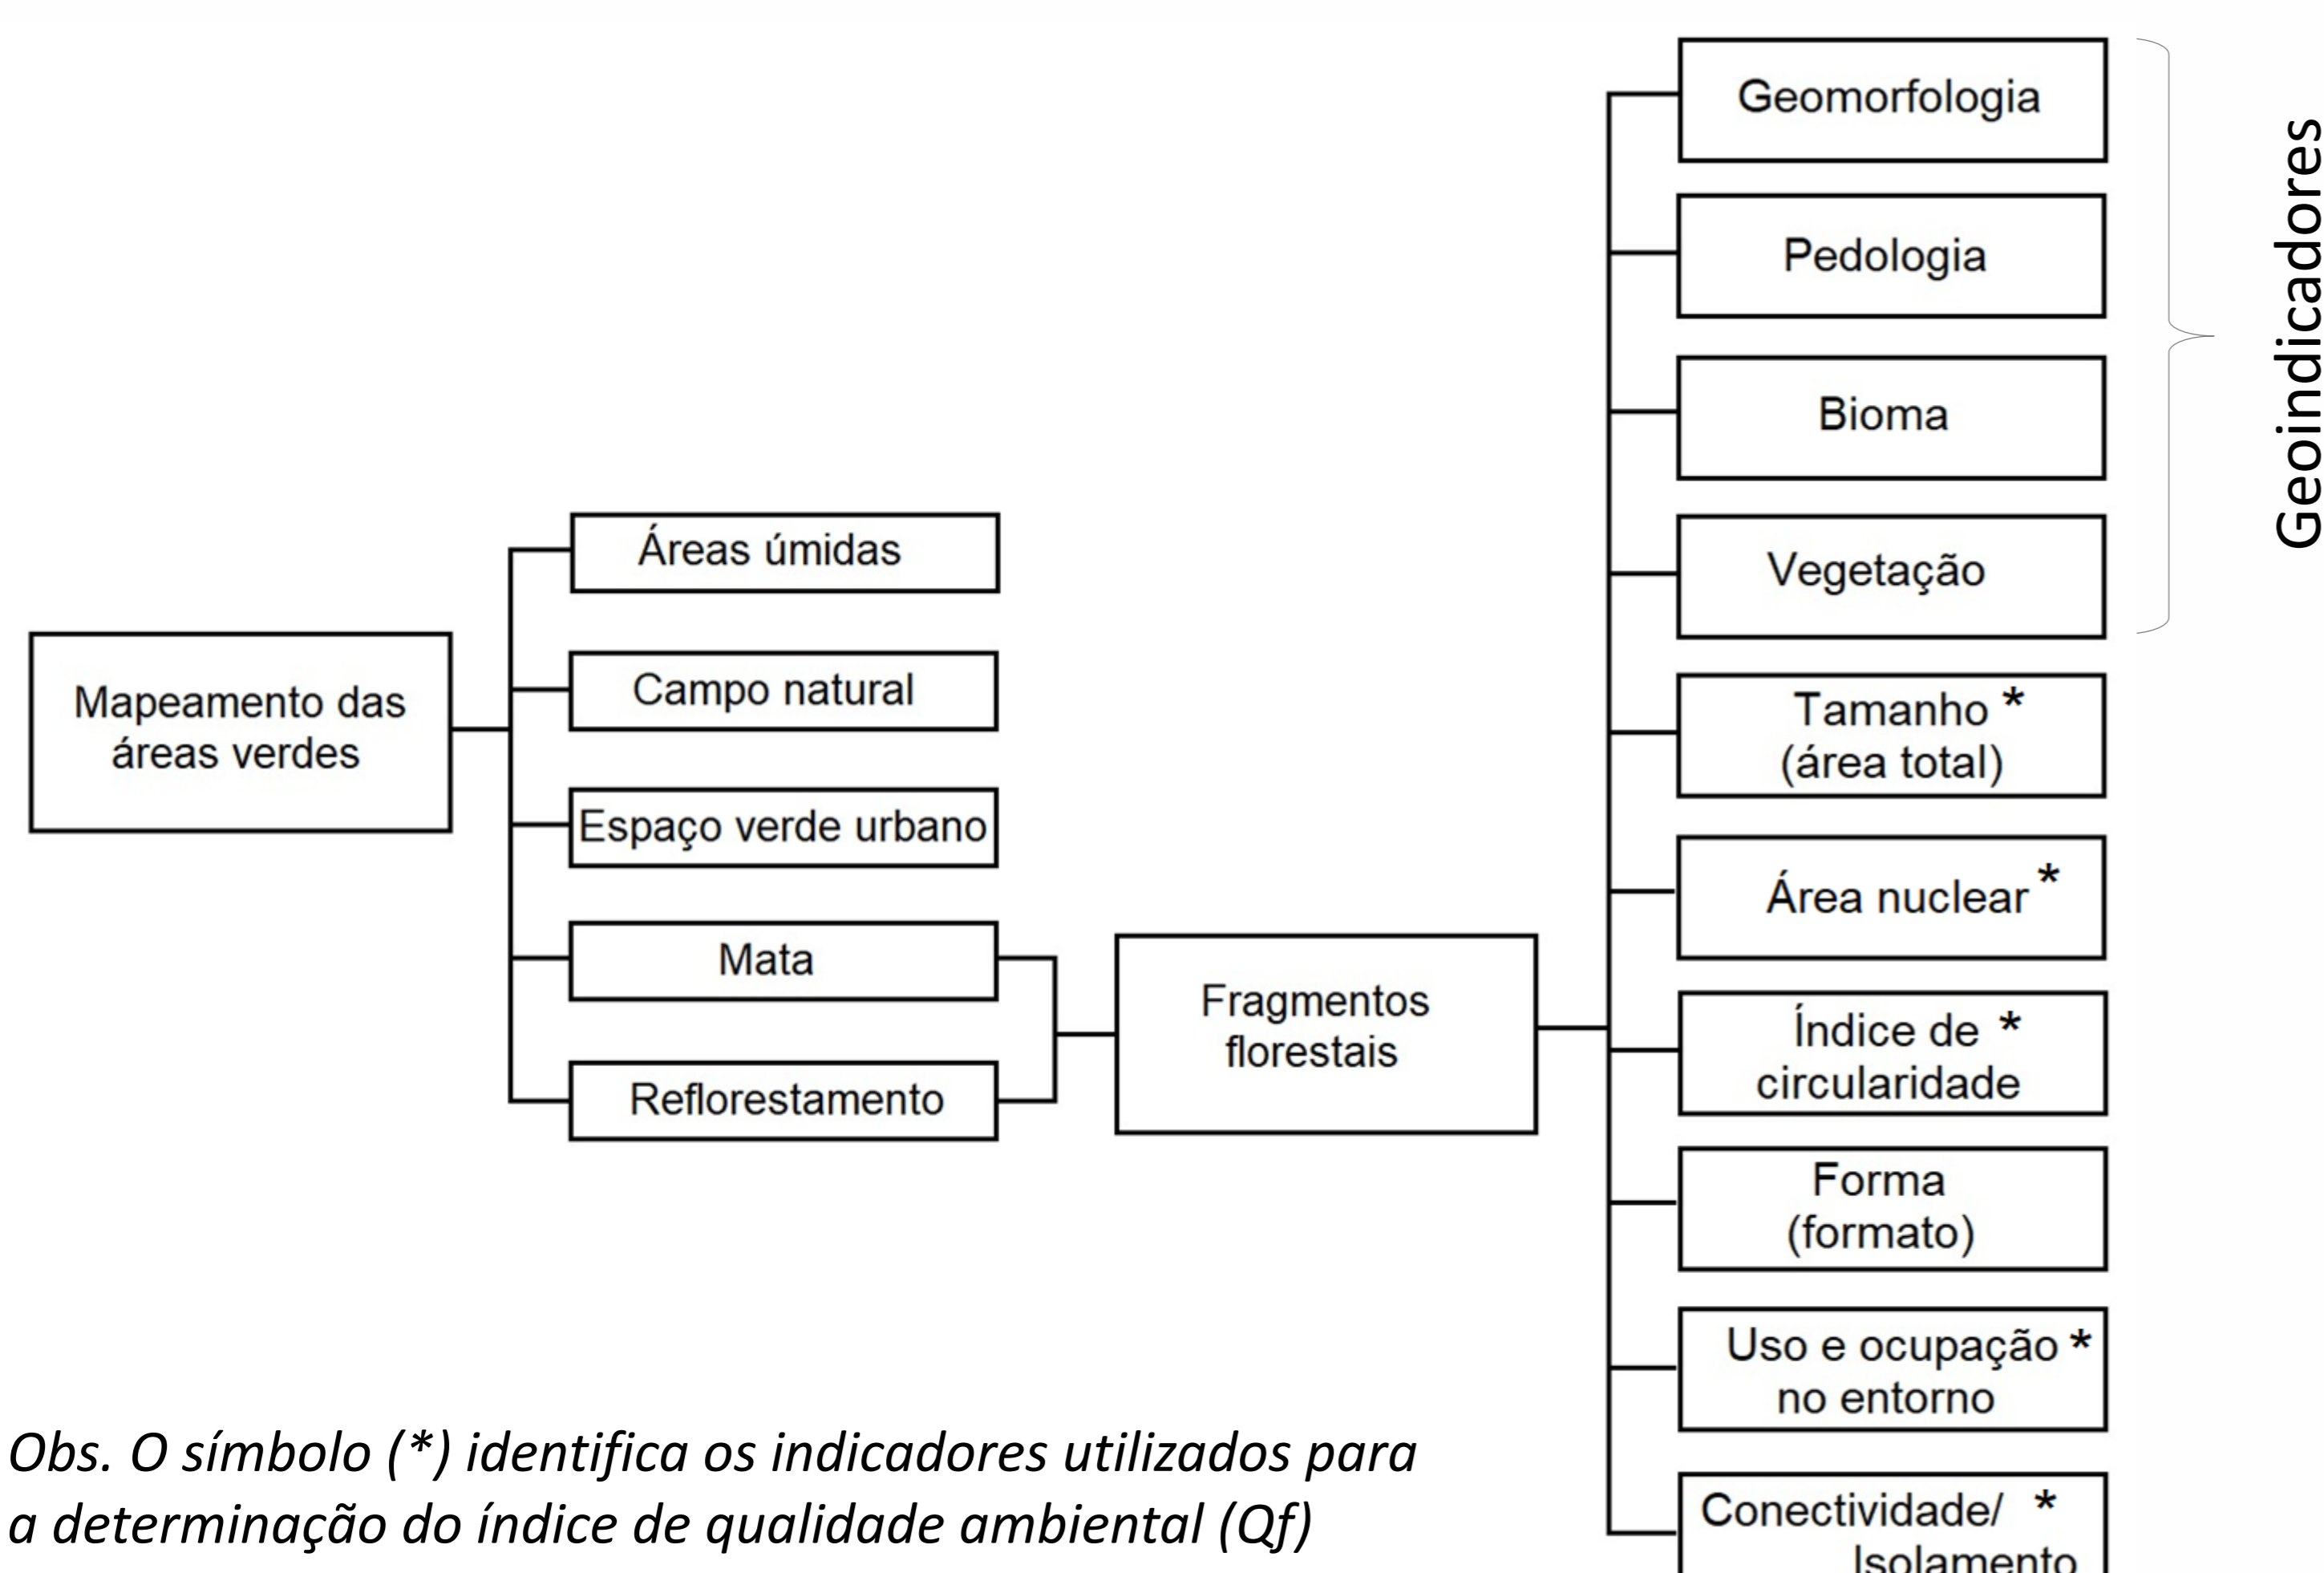 Geomorfologia
Pedologia
Bioma
Vegetação
Geoindicadores
Áreas úmidas
Campo natural
Espaço verde urbano
Mata
Reflorestamento
Mapeamento das
áreas verdes
Fragmentos
florestais
Tamanho *
(área total)
Área nuclear *
Índice de *
circularidade
Forma
(formato)
Uso e ocupação *
no entorno
Conectividade/ *
Isolamento
Obs. O símbolo (*) identifica os indicadores utilizados para
a determinação do índice de qualidade ambiental (Qf)